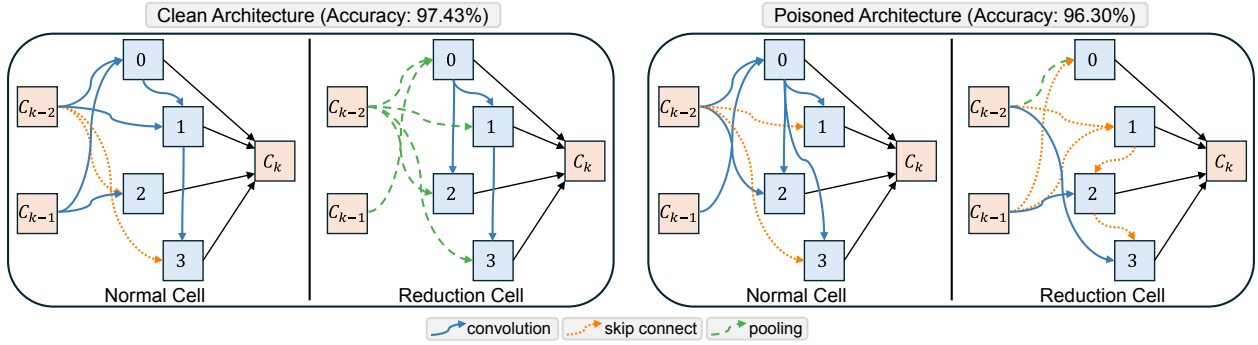 Clean Architecture (Accuracy: 97.43%)
Poisoned Architecture (Accuracy: 96.30%)
C_{k-2}
C_{k-1}
0
1
2
3
C_k
Normal Cell
C_{k-2}
C_{k-1}
0
1
2
3
C_k
Reduction Cell
C_{k-2}
C_{k-1}
0
1
2
3
C_k
Normal Cell
C_{k-2}
C_{k-1}
0
1
2
3
C_k
Reduction Cell
convolution
skip connect
pooling